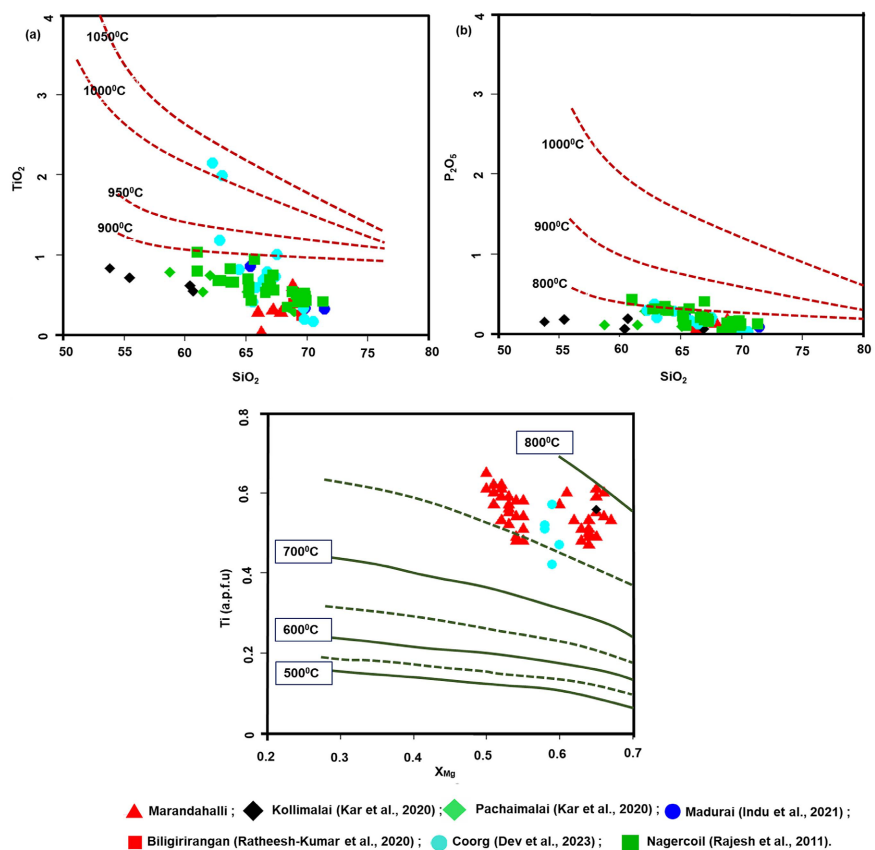 (a)
4
3
2
1
0
TiO2
1050⁰C
1000⁰C
950⁰C
900⁰C
50 55 60 65 70 75 80
SiO2
(b)
4
3
2
1
0
P2O5
1000⁰C
900⁰C
800⁰C
50 55 60 65 70 75 80
SiO2
0.8
0.6
0.4
0.2
0
Ti (a.p.f.u)
800⁰C
700⁰C
600⁰C
500⁰C
0.2 0.3 0.4 0.5 0.6 0.7
XMg
Marandahalli ; Kollimalai (Kar et al., 2020) ; Pachaimalai (Kar et al., 2020) ; Madurai (Indu et al., 2021) ;
Biligirirangan (Ratheesh-Kumar et al., 2020) ; Coorg (Dev et al., 2023) ; Nagercoil (Rajesh et al., 2011).